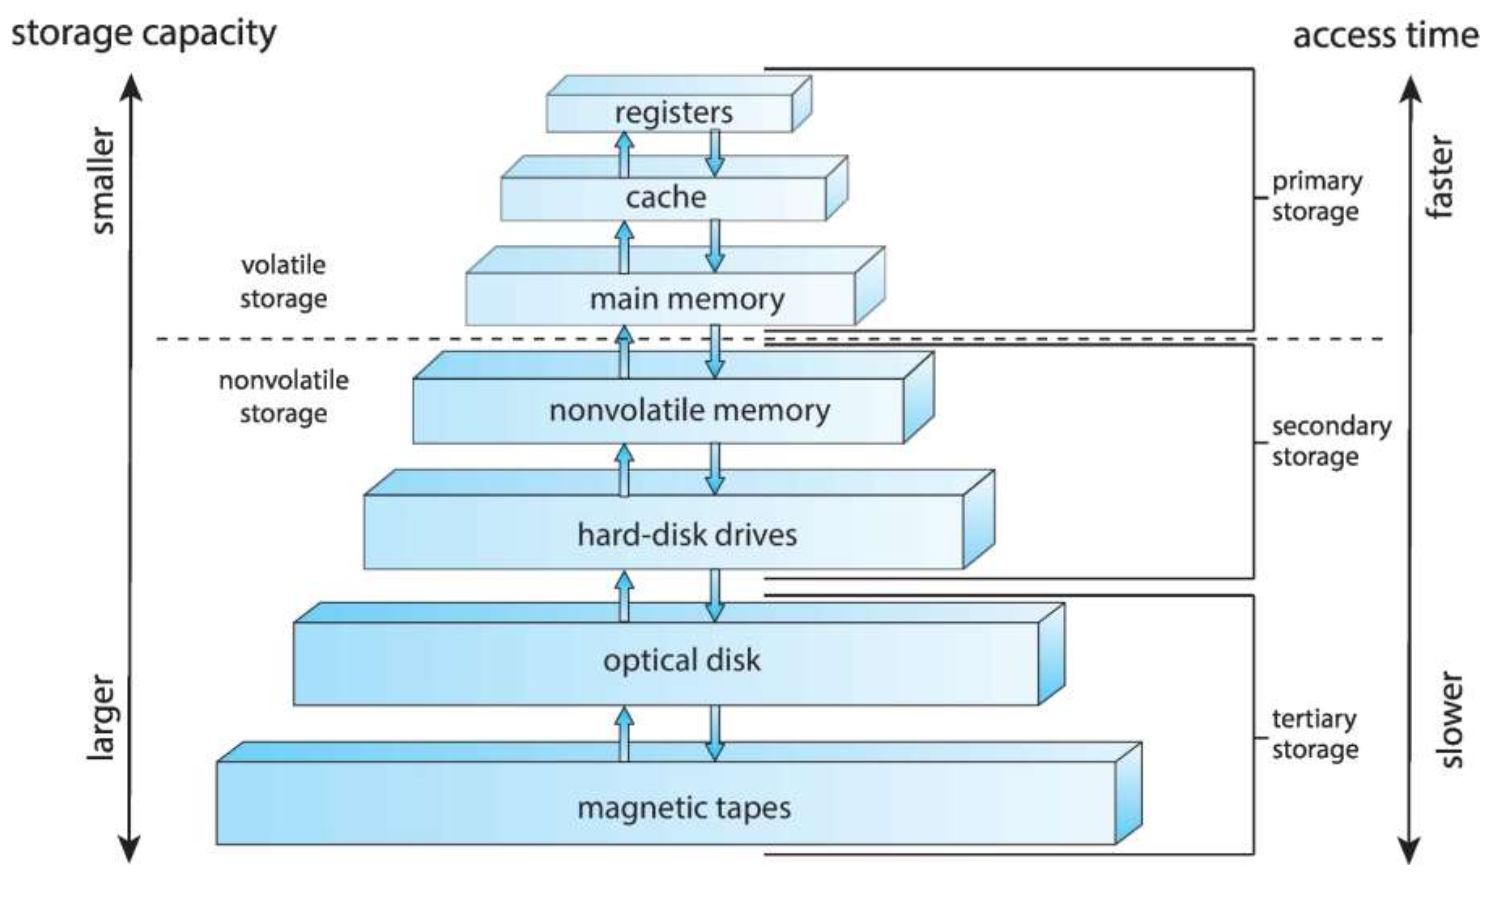 storage capacity
access time
smaller
registers
cache
primary
storage
faster
volatile
storage
main memory
nonvolatile
storage
nonvolatile memory
secondary
storage
hard-disk drives
larger
optical disk
tertiary
storage
slower
magnetic tapes